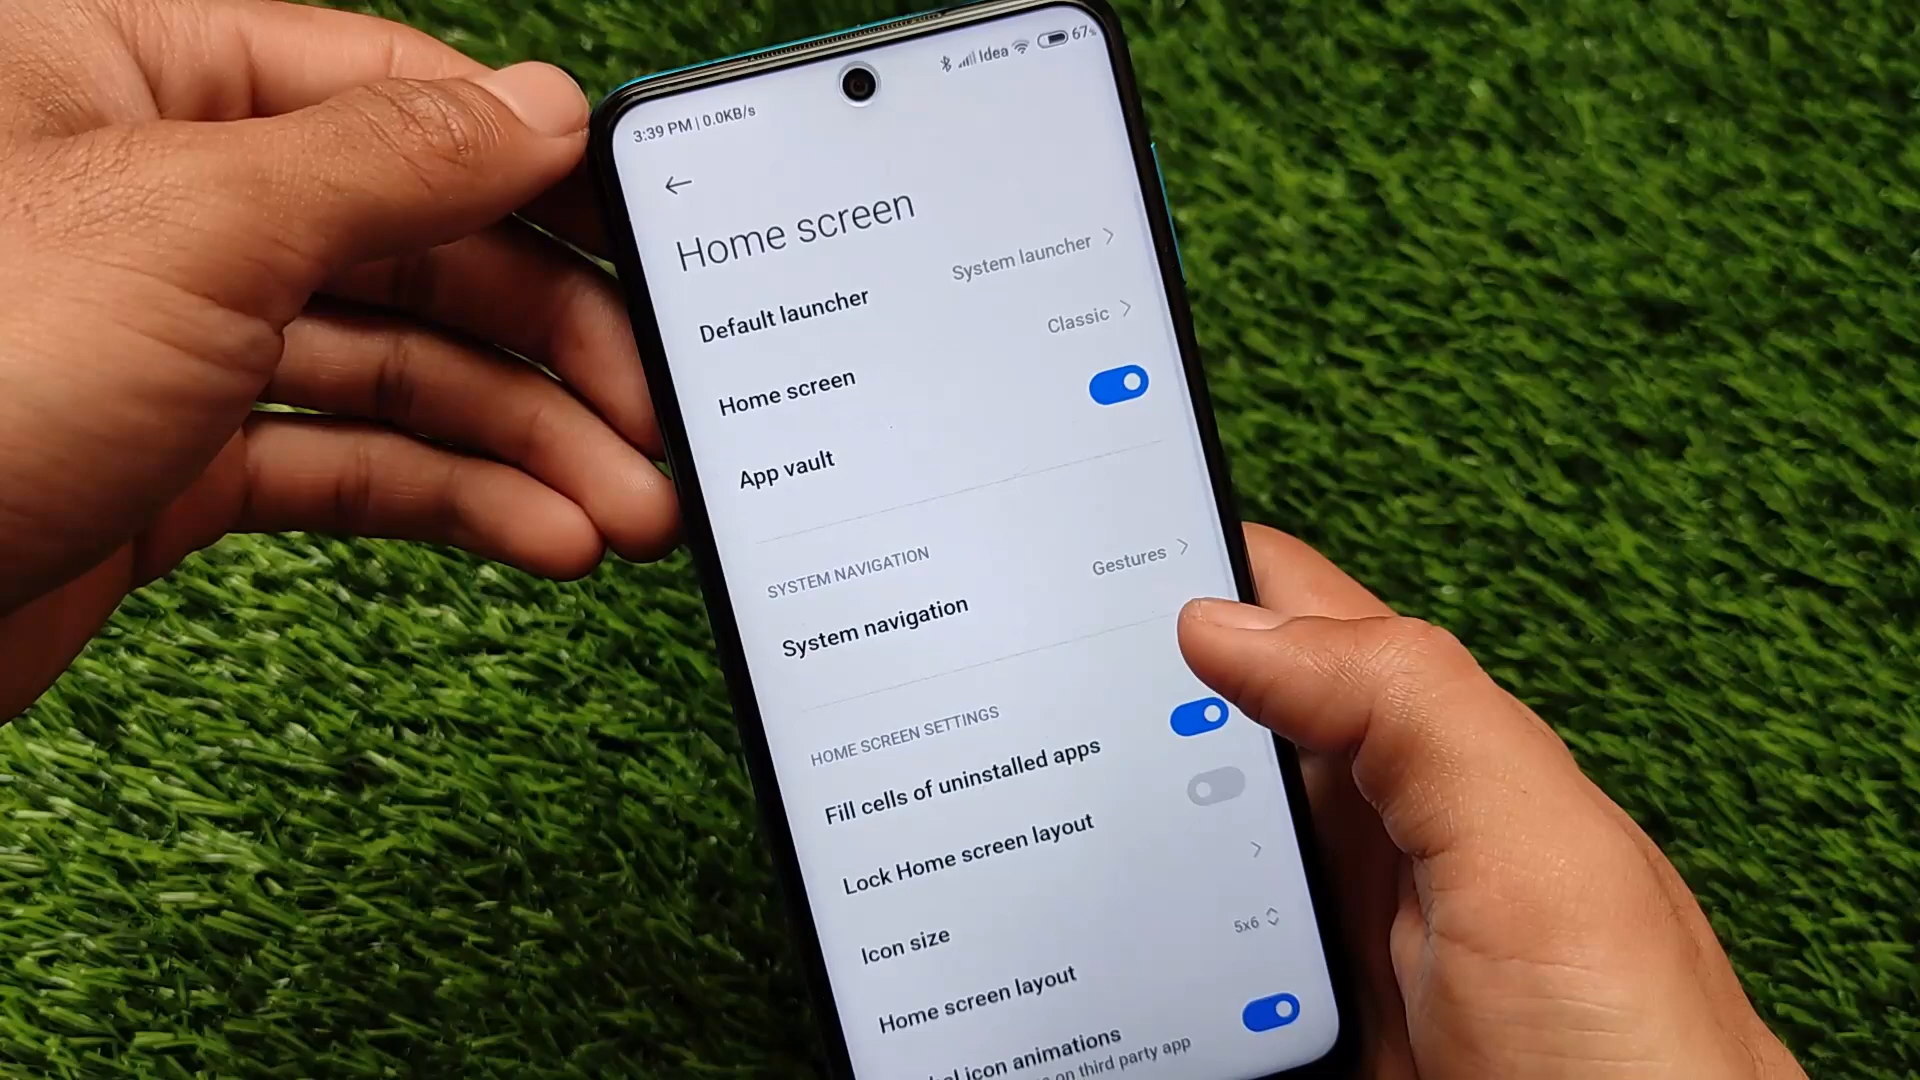 3:39 PM | 0.0KB/s
Idea 67%
Home screen
Default launcher System launcher
Home screen Classic
App vault
SYSTEM NAVIGATION
System navigation Gestures
HOME SCREEN SETTINGS
Fill cells of uninstalled apps
Lock Home screen layout
Icon size
Home screen layout 5x6
icon animations
on third party app